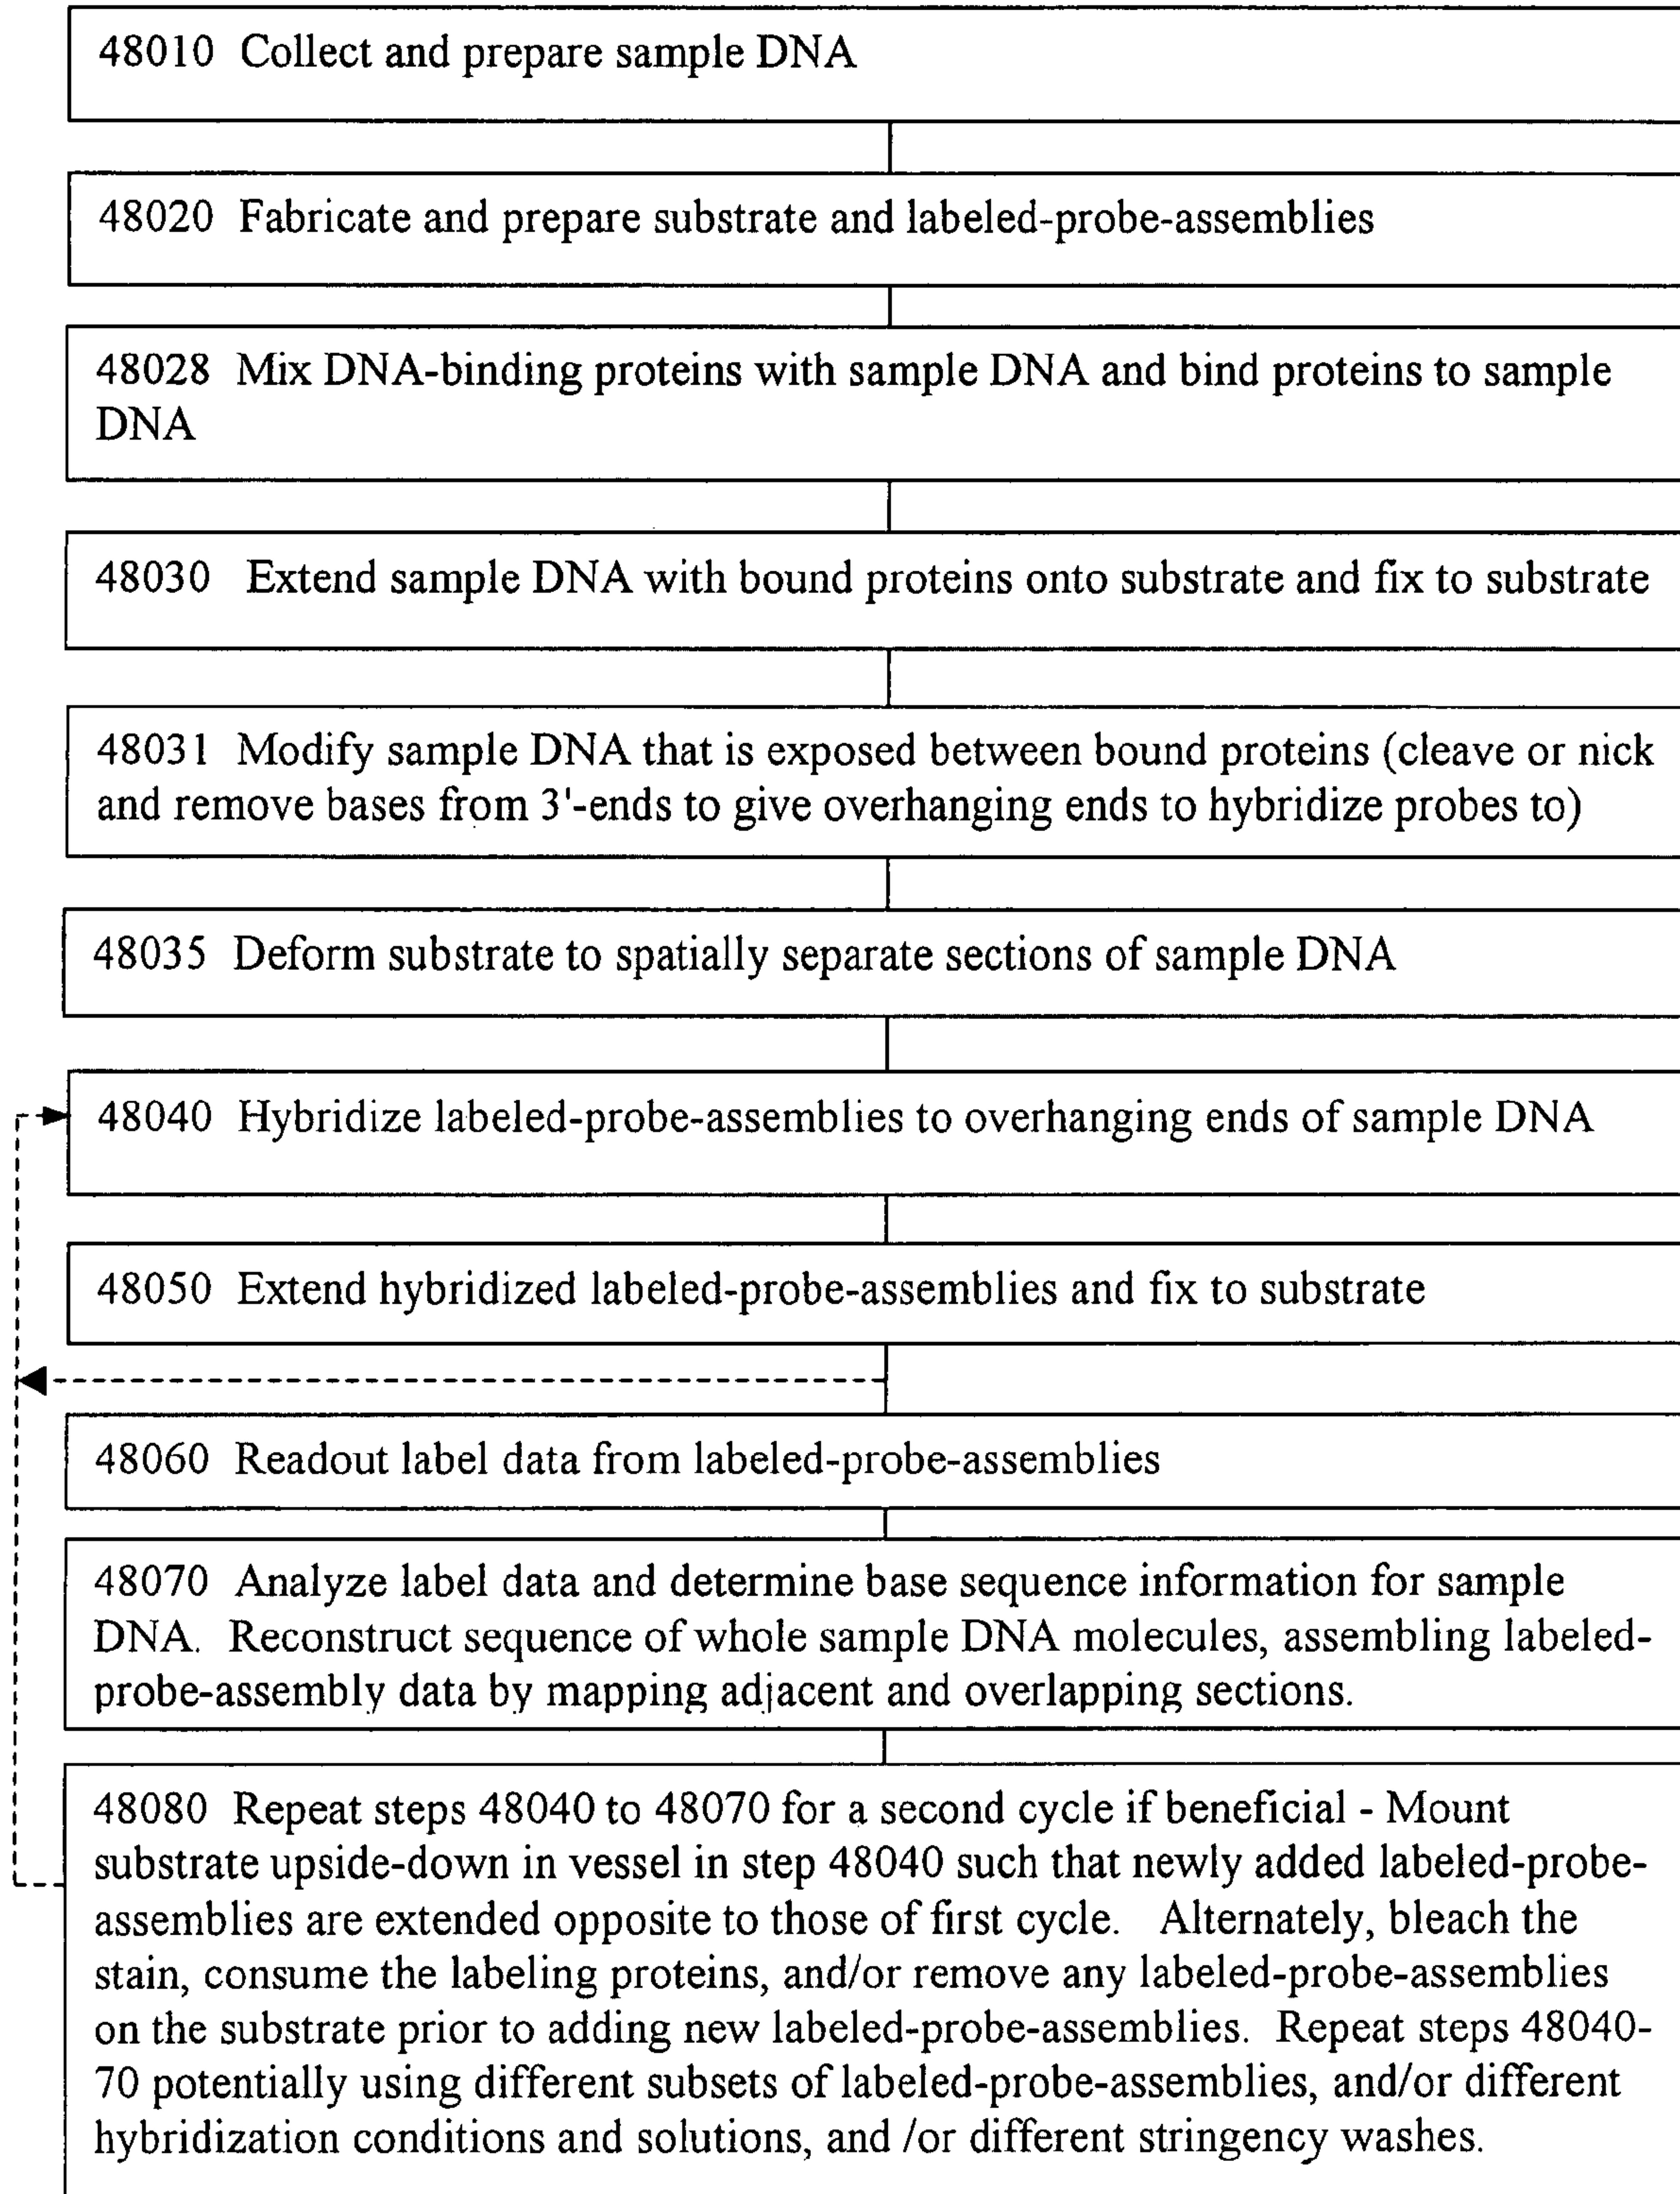 48010 Collect and prepare sample DNA
48020 Fabricate and prepare substrate and labeled-probe-assemblies
48028 Mix DNA-binding proteins with sample DNA and bind proteins to sample
DNA
48030 Extend sample DNA with bound proteins onto substrate and fix to substrate
48031 Modify sample DNA that is exposed between bound proteins (cleave or nick
and remove bases from 3'-ends to give overhanging ends to hybridize probes to)
48035 Deform substrate to spatially separate sections of sample DNA
48040 Hybridize labeled-probe-assemblies to overhanging ends of sample DNA
48050 Extend hybridized labeled-probe-assemblies and fix to substrate
48060 Readout label data from labeled-probe-assemblies
48070 Analyze label data and determine base sequence information for sample
DNA. Reconstruct sequence of whole sample DNA molecules, assembling labeled-
probe-assembly data by mapping adjacent and overlapping sections.
48080 Repeat steps 48040 to 48070 for a second cycle if beneficial - Mount
substrate upside-down in vessel in step 48040 such that newly added labeled-probe-
assemblies are extended opposite to those of first cycle. Alternately, bleach the
stain, consume the labeling proteins, and/or remove any labeled-probe-assemblies
on the substrate prior to adding new labeled-probe-assemblies. Repeat steps 48040-
70 potentially using different subsets of labeled-probe-assemblies, and/or different
hybridization conditions and solutions, and /or different stringency washes.